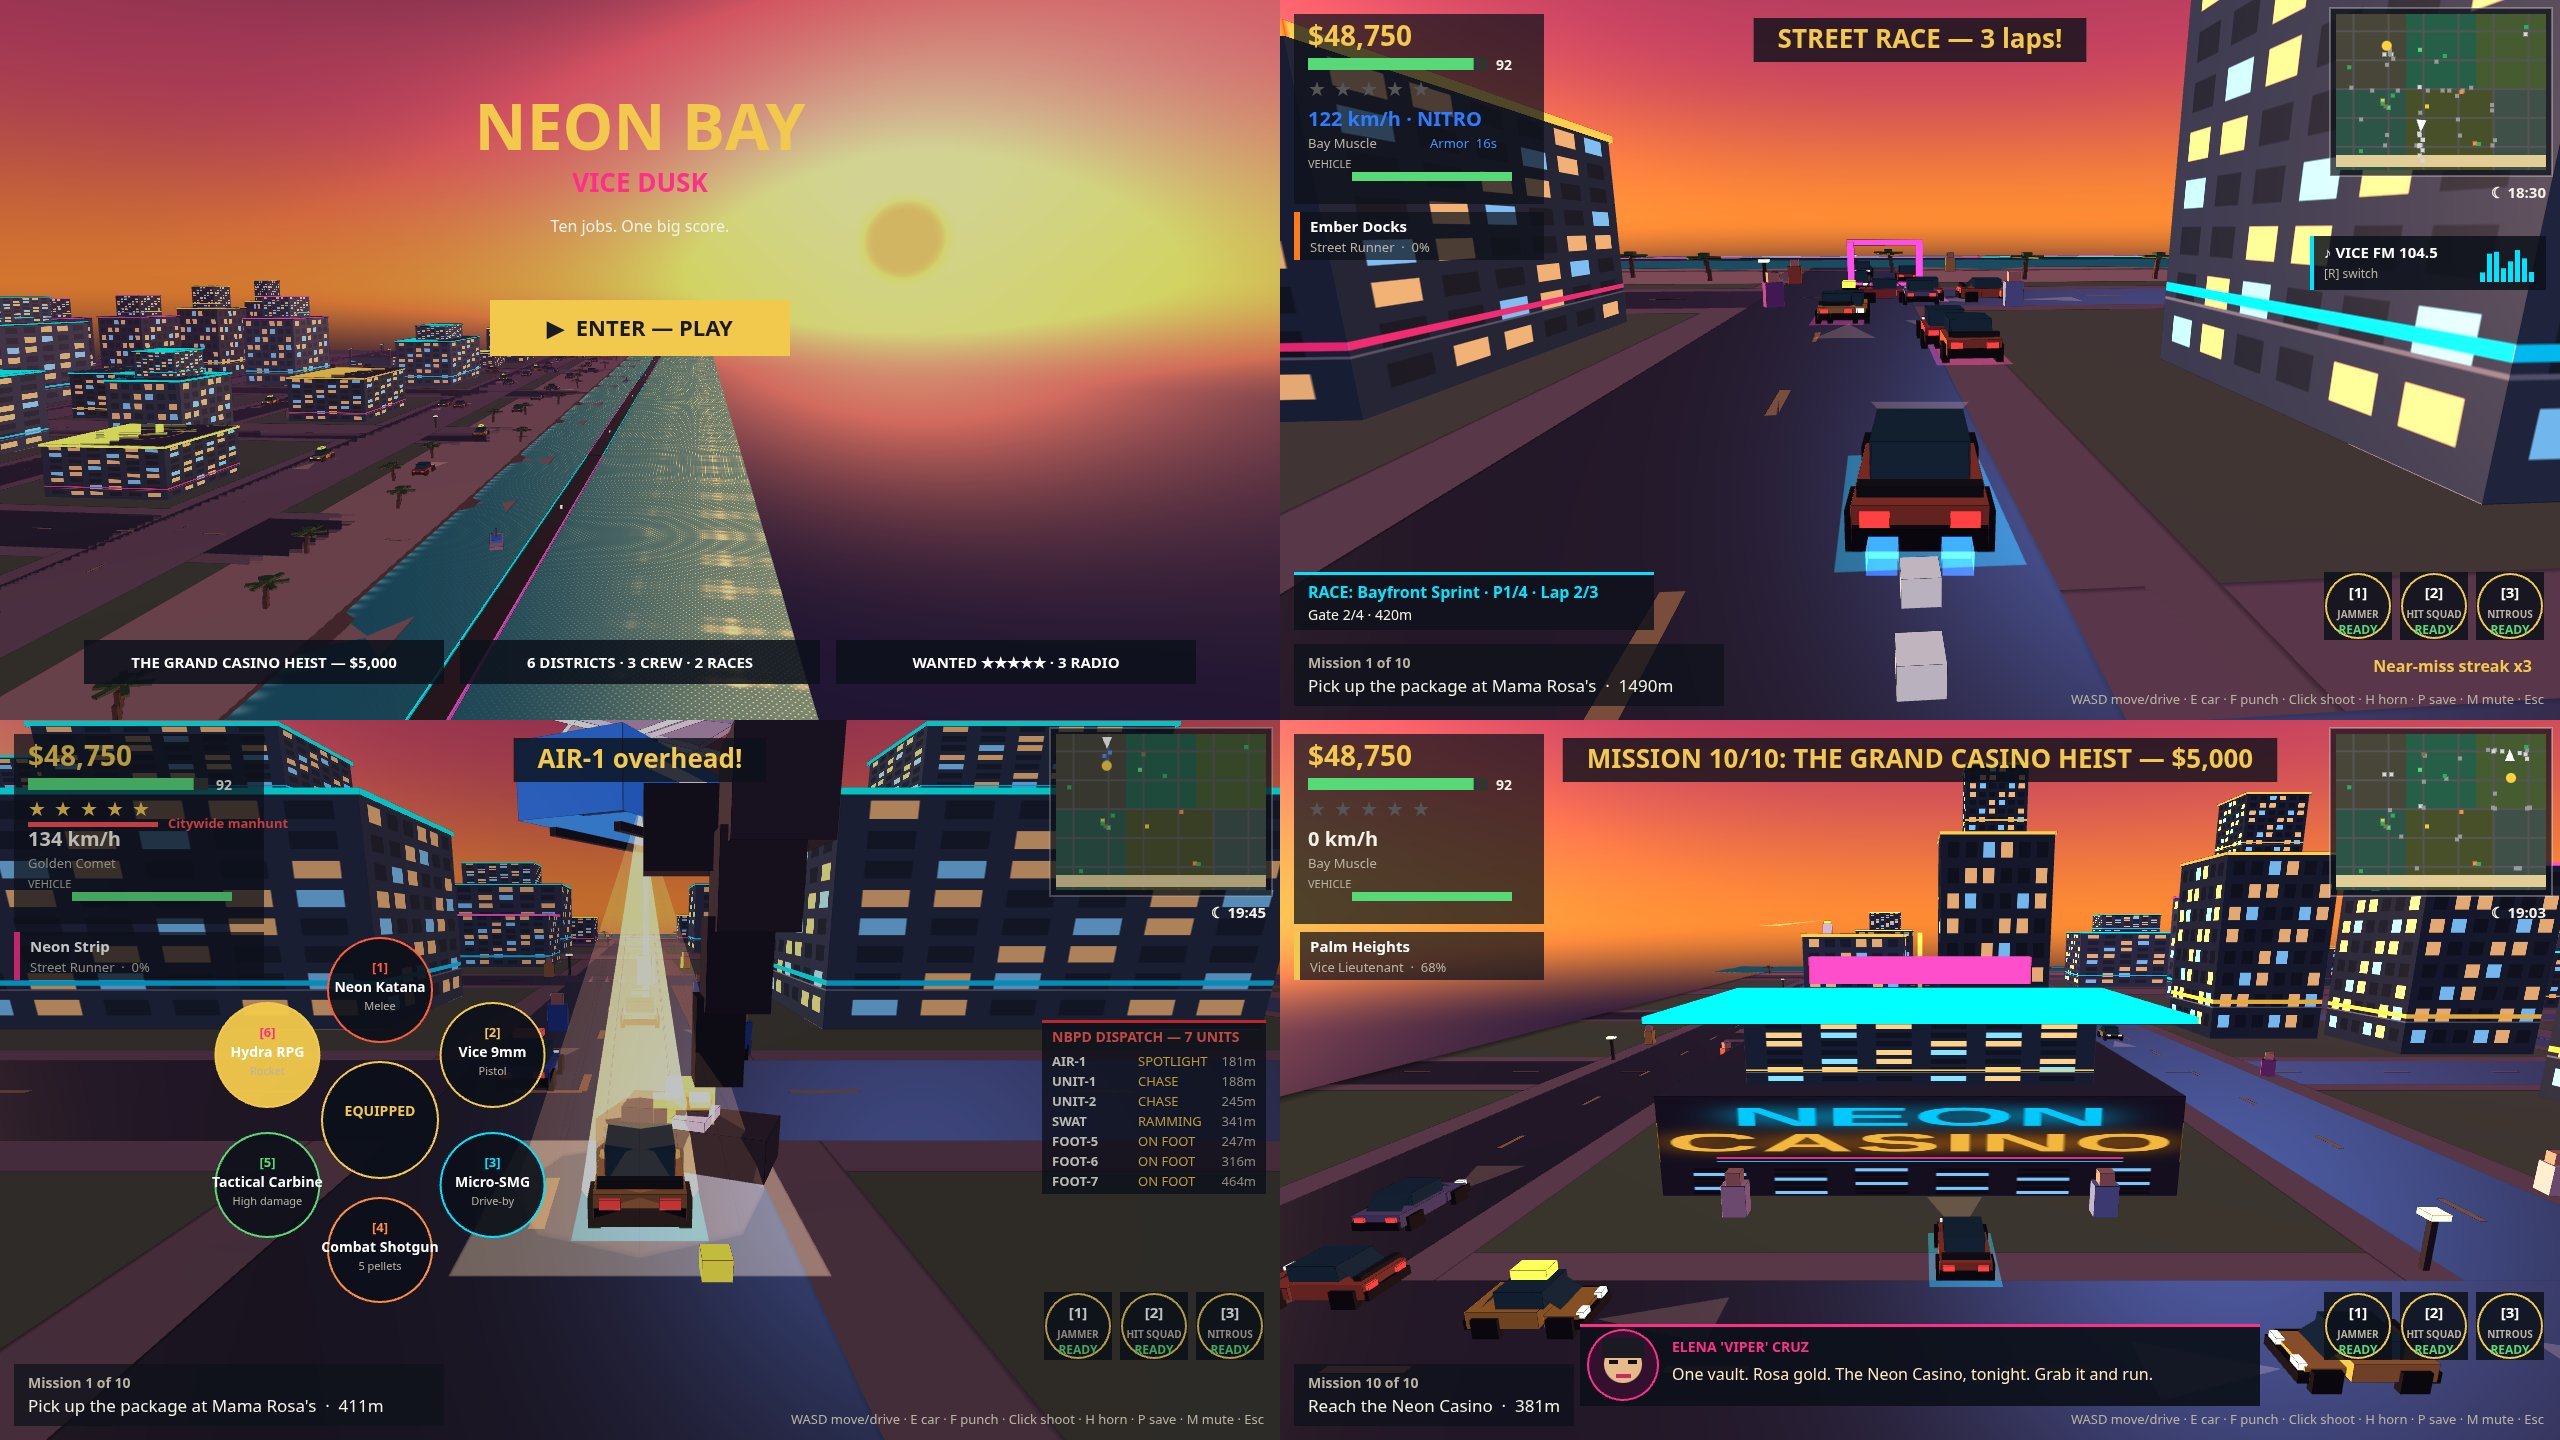 NEON BAY
VICE DUSK
Ten jobs. One big score.
▶ ENTER — PLAY
THE GRAND CASINO HEIST — $5,000
6 DISTRICTS · 3 CREW · 2 RACES
WANTED ★★★★★ · 3 RADIO
$48,750
92
★ ★ ★ ★ ★
122 km/h · NITRO
Bay Muscle
Armor 16s
VEHICLE
Ember Docks
Street Runner · 0%
STREET RACE — 3 laps!
☾ 18:30
♪ VICE FM 104.5
[R] switch
RACE: Bayfront Sprint · P1/4 · Lap 2/3
Gate 2/4 · 420m
Mission 1 of 10
Pick up the package at Mama Rosa's · 1490m
[1]
JAMMER
READY
[2]
HIT SQUAD
READY
[3]
NITROUS
READY
Near-miss streak x3
WASD move/drive · E car · F punch · Click shoot · H horn · P save · M mute · Esc
$48,750
92
★ ★ ★ ★ ★
Citywide manhunt
134 km/h
Golden Comet
VEHICLE
Neon Strip
Street Runner · 0%
AIR-1 overhead!
☾ 19:45
[1]
Neon Katana
Melee
[2]
Vice 9mm
Pistol
[3]
Micro-SMG
Drive-by
[4]
Combat Shotgun
5 pellets
[5]
Tactical Carbine
High damage
[6]
Hydra RPG
Rocket
EQUIPPED
NBPD DISPATCH — 7 UNITS
AIR-1 SPOTLIGHT 181m
UNIT-1 CHASE 188m
UNIT-2 CHASE 245m
SWAT RAMMING 341m
FOOT-5 ON FOOT 247m
FOOT-6 ON FOOT 316m
FOOT-7 ON FOOT 464m
[1]
JAMMER
READY
[2]
HIT SQUAD
READY
[3]
NITROUS
READY
Mission 1 of 10
Pick up the package at Mama Rosa's · 411m
WASD move/drive · E car · F punch · Click shoot · H horn · P save · M mute · Esc
$48,750
92
★ ★ ★ ★ ★
0 km/h
Bay Muscle
VEHICLE
Palm Heights
Vice Lieutenant · 68%
MISSION 10/10: THE GRAND CASINO HEIST — $5,000
☾ 19:03
NEON
CASINO
ELENA 'VIPER' CRUZ
One vault. Rosa gold. The Neon Casino, tonight. Grab it and run.
Mission 10 of 10
Reach the Neon Casino · 381m
[1]
JAMMER
READY
[2]
HIT SQUAD
READY
[3]
NITROUS
READY
WASD move/drive · E car · F punch · Click shoot · H horn · P save · M mute · Esc